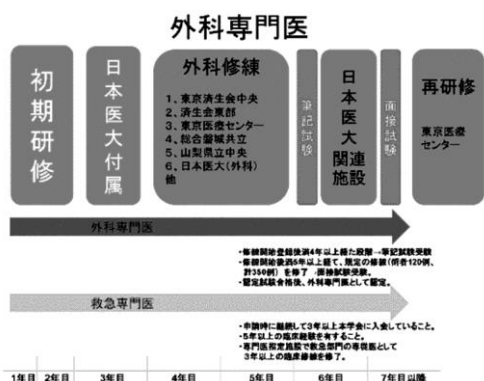 外科専門医
初期研修
日本医大付属
外科修練
1、東京済生会中央
2、済生会東部
3、東京医療センター
4、総合磐城共立
5、山梨県立中央
6、日本医大(外科)
他
筆記試験
日本医大
関連
施設
面接試験
再研修
東京医療
センター
外科専門医
・修練開始登録後満4年以上経た段階→筆記試験受験
・修練開始後満5年以上経て、規定の修練(術者120例、
計350例)を修了→面接試験受験。
・認定試験合格後、外科専門医として認定。
救急専門医
・申請時に継続して3年以上本学会に入会していること。
・5年以上の臨床経験を有すること。
・専門医指定施設で救急部門の専従医として
3年以上の臨床修練を修了。
1年目 2年目 3年目 4年目 5年目 6年目 7年目以降